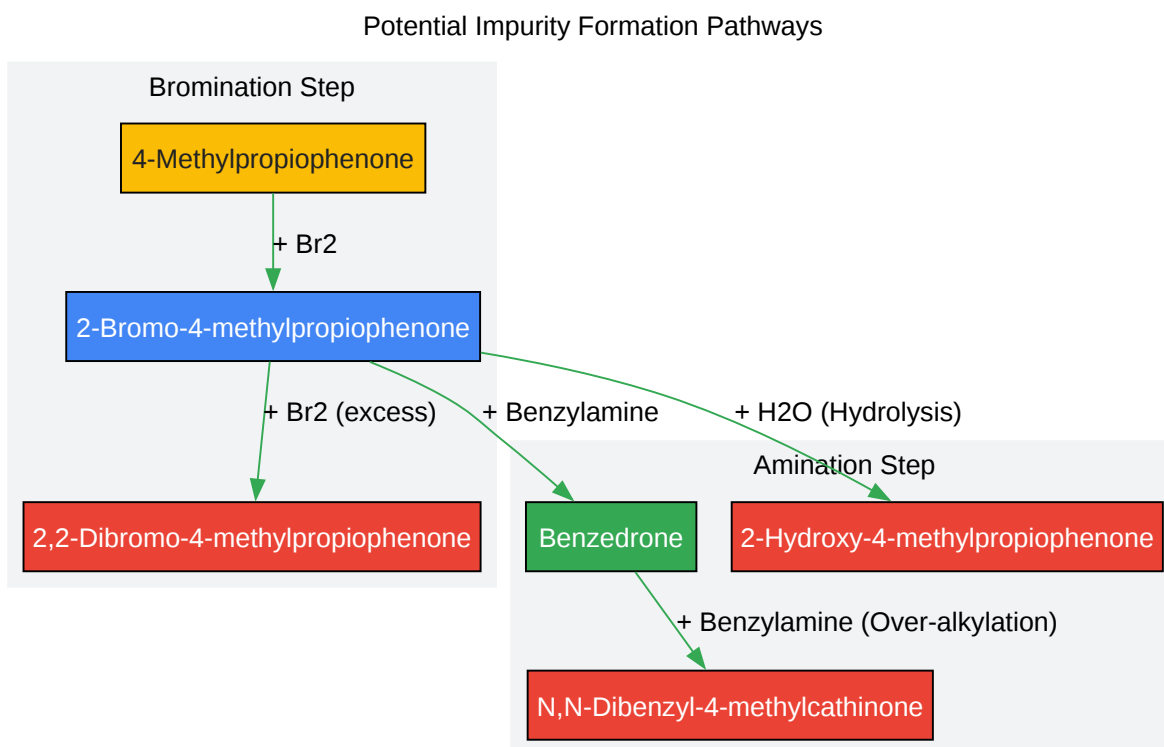 Potential Impurity Formation Pathways
Bromination Step
4-Methylpropiophenone
+ Br2
2-Bromo-4-methylpropiophenone
+ Br2 (excess)
+ Benzylamine
+ H2O (Hydrolysis)
Amination Step
2,2-Dibromo-4-methylpropiophenone
Benzedrone
2-Hydroxy-4-methylpropiophenone
+ Benzylamine (Over-alkylation)
N,N-Dibenzyl-4-methylcathinone